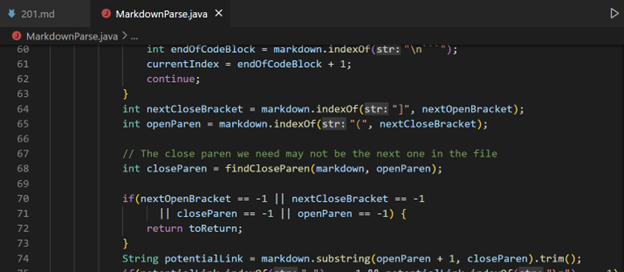 201.md
MarkdownParse.java ×
MarkdownParse.java > ...
60 int endOfCodeBlock = markdown.indexOf(str: "\n```");
61 currentIndex = endOfCodeBlock + 1;
62 continue;
63 }
64 int nextCloseBracket = markdown.indexOf(str: "]", nextOpenBracket);
65 int openParen = markdown.indexOf(str: "(", nextCloseBracket);
66
67 // The close paren we need may not be the next one in the file
68 int closeParen = findCloseParen(markdown, openParen);
69
70 if(nextOpenBracket == -1 || nextCloseBracket == -1
71 || closeParen == -1 || openParen == -1) {
72 return toReturn;
73 }
74 String potentialLink = markdown.substring(openParen + 1, closeParen).trim();